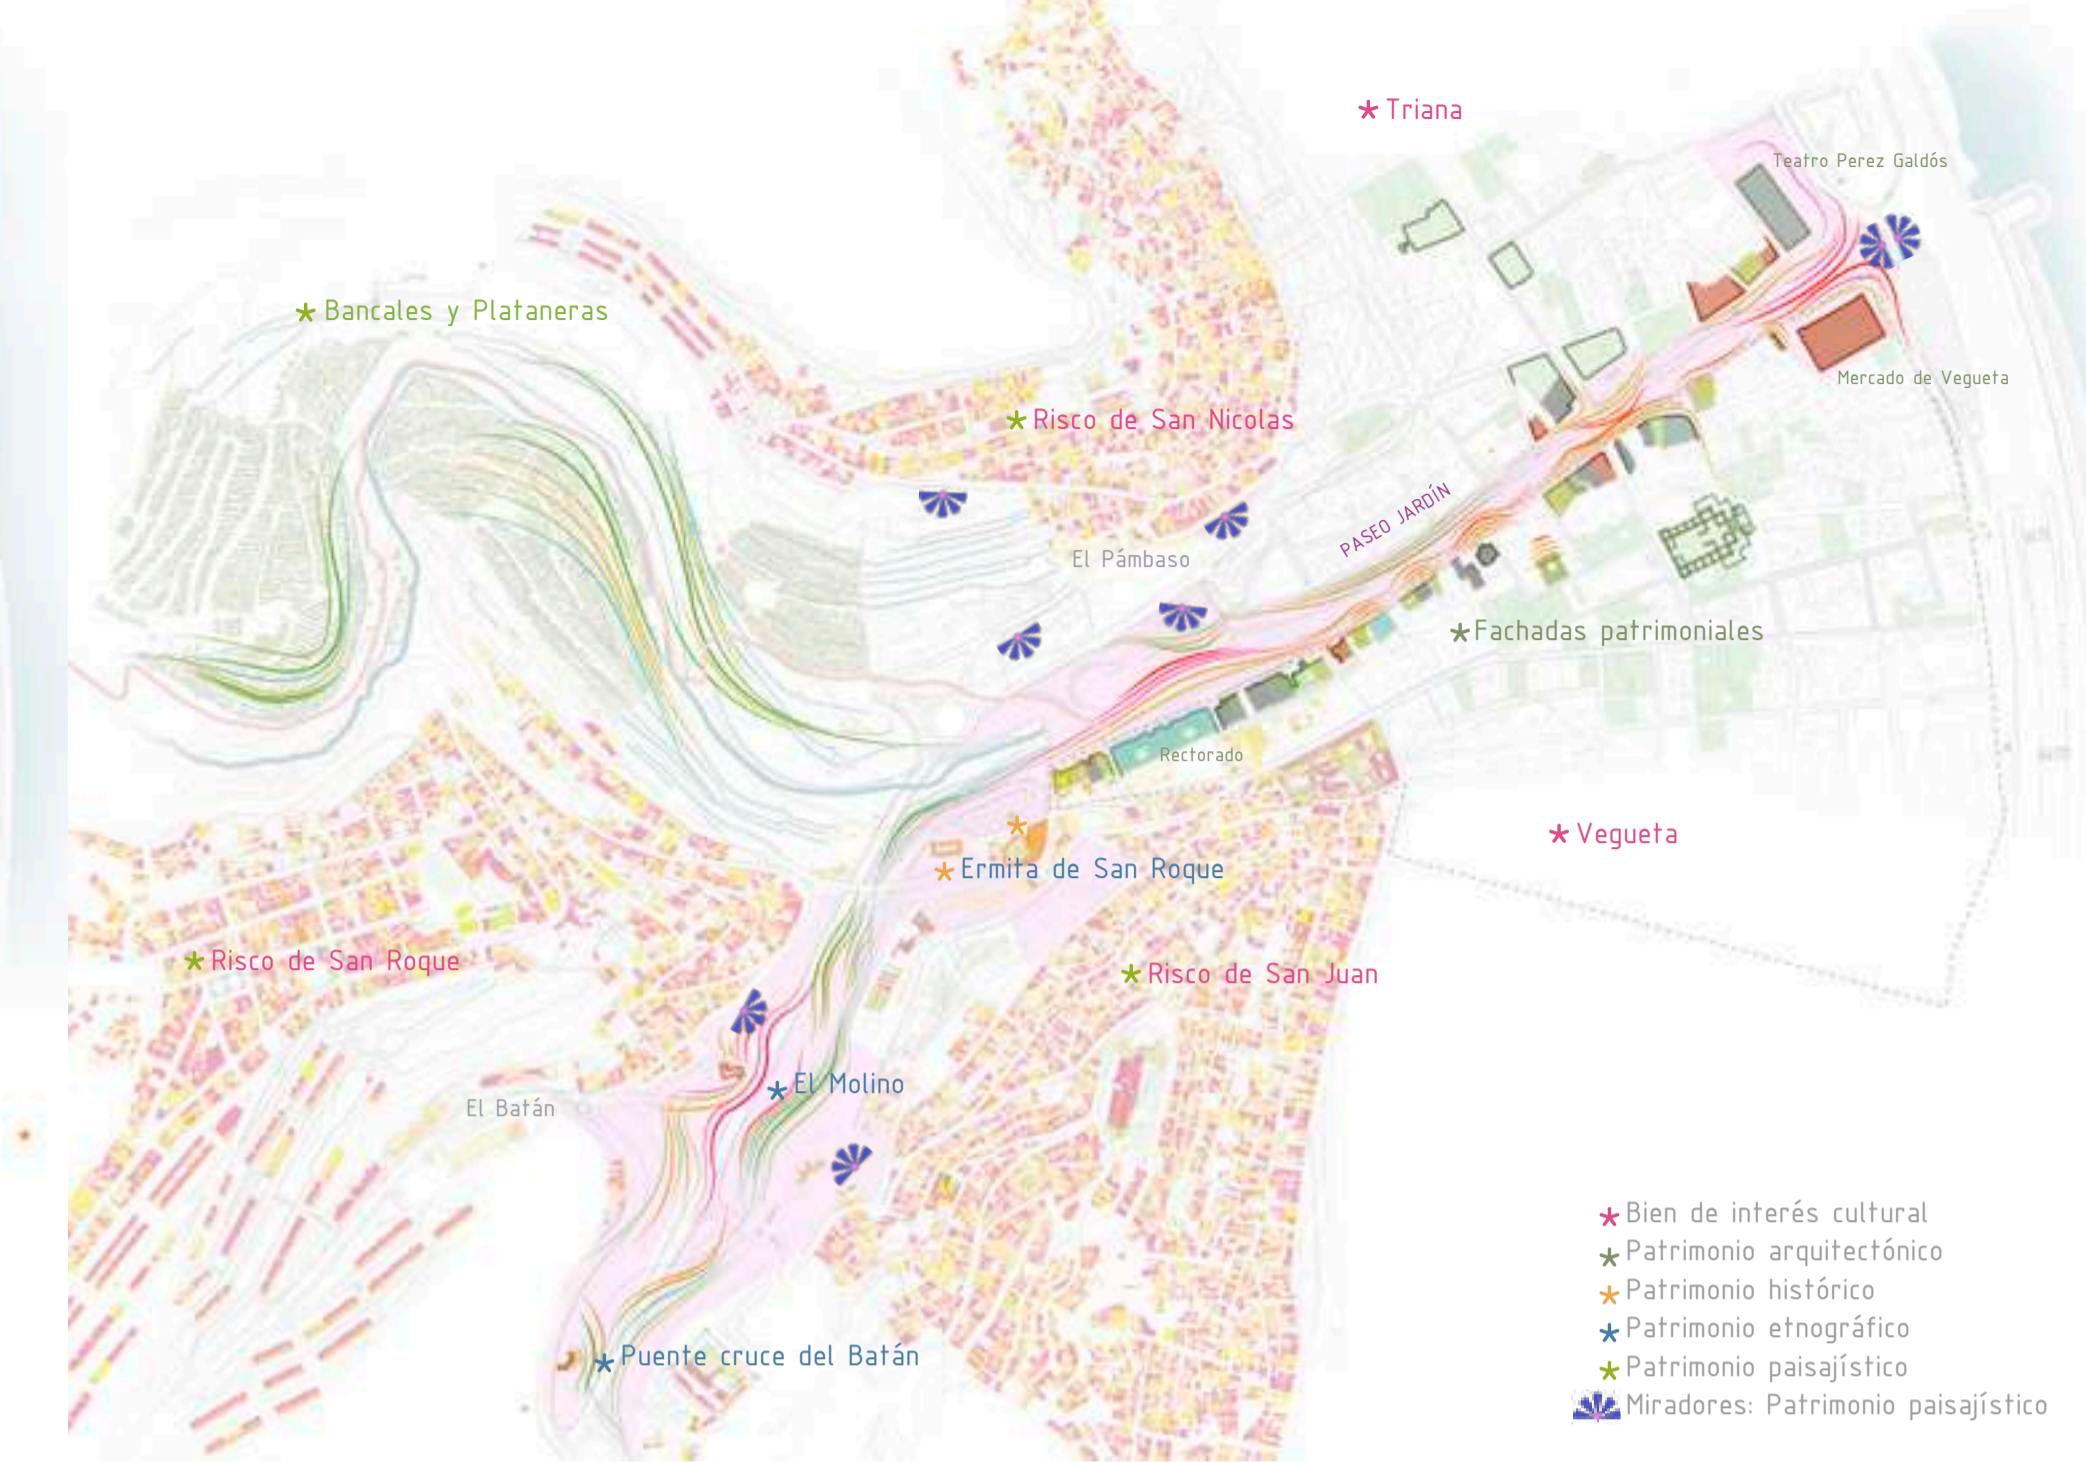 * Triana
Teatro Perez Galdós
* Bancales y Plataneras
Mercado de Vegueta
* Risco de San Nicolas
PASEO JARDÍN
El Pámbaso
* Fachadas patrimoniales
Rectorado
* Vegueta
* Ermita de San Roque
* Risco de San Roque
* Risco de San Juan
* El Molino
El Batán
* Puente cruce del Batán
* Bien de interés cultural
* Patrimonio arquitectónico
* Patrimonio histórico
* Patrimonio etnográfico
* Patrimonio paisajístico
Miradores: Patrimonio paisajístico